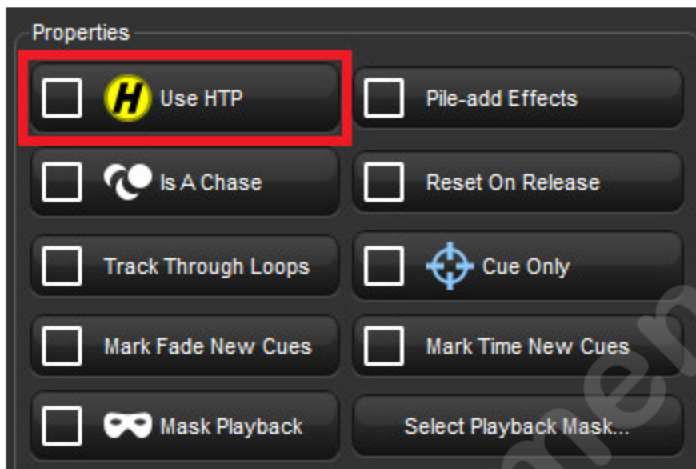 Properties
H Use HTP
Pile-add Effects
Is A Chase
Reset On Release
Track Through Loops
Cue Only
Mark Fade New Cues
Mark Time New Cues
Mask Playback
Select Playback Mask...